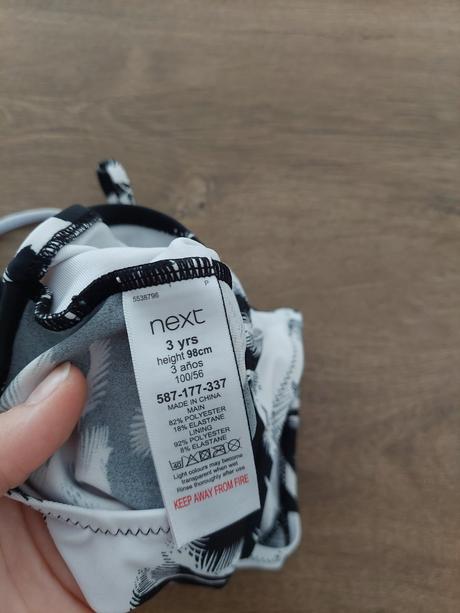 5538796 P
next
3 yrs
height 98cm
3 años
100/56
587-177-337
MADE IN CHINA
MAIN
82% POLYESTER
18% ELASTANE
LINING
92% POLYESTER
8% ELASTANE
40
Light colours may become
transparent when wet
Rinse thoroughly after use
KEEP AWAY FROM FIRE